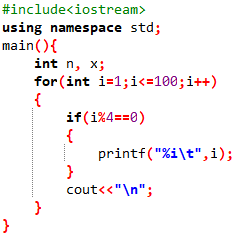 #include<iostream>
using namespace std;
main(){
int n, x;
for(int i=1;i<=100;i++)
{
if(i%4==0)
{
printf("%i\t",i);
}
cout<<"\n";
}
}